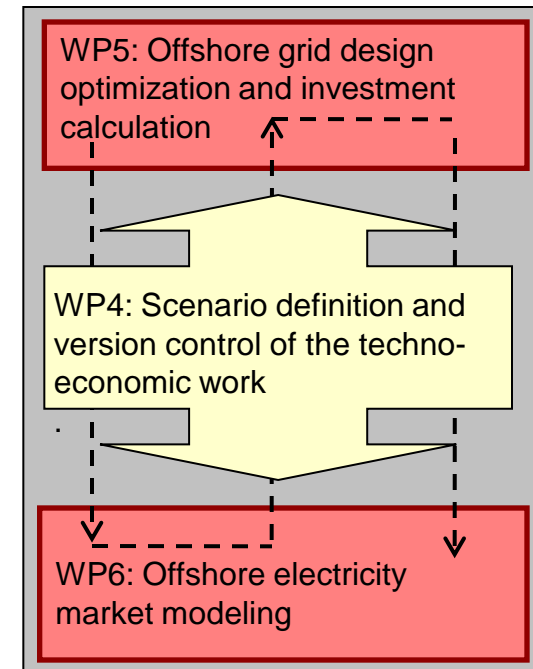 WP5: Offshore grid design
optimization and investment
calculation
WP4: Scenario definition and
version control of the techno-
economic work
.
WP6: Offshore electricity
market modeling